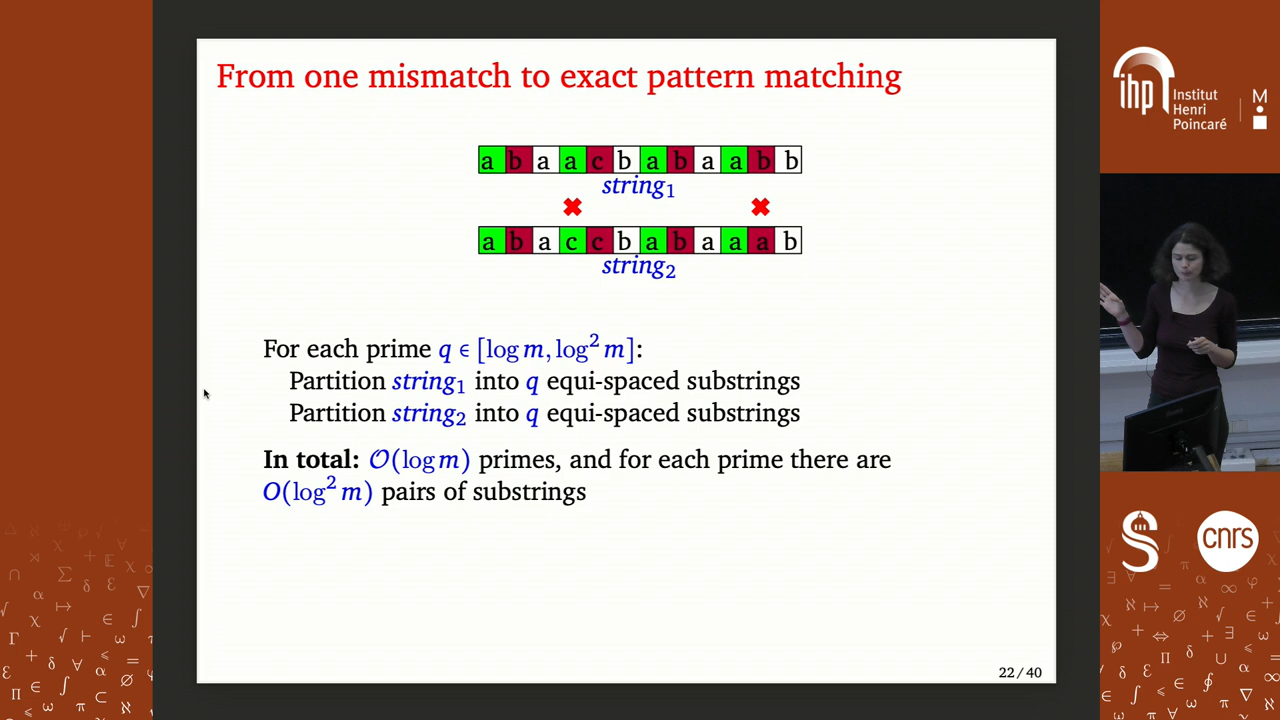 From one mismatch to exact pattern matching
a b a a c b a b a a b b
string₁
✖ ✖
a b a c c b a b a a a b
string₂
For each prime q ∈ [log m, log² m]:
Partition string₁ into q equi-spaced substrings
Partition string₂ into q equi-spaced substrings
In total: 𝒪(log m) primes, and for each prime there are
O(log² m) pairs of substrings
22 / 40
ihp Institut
Henri
Poincaré
M
S
cnrs